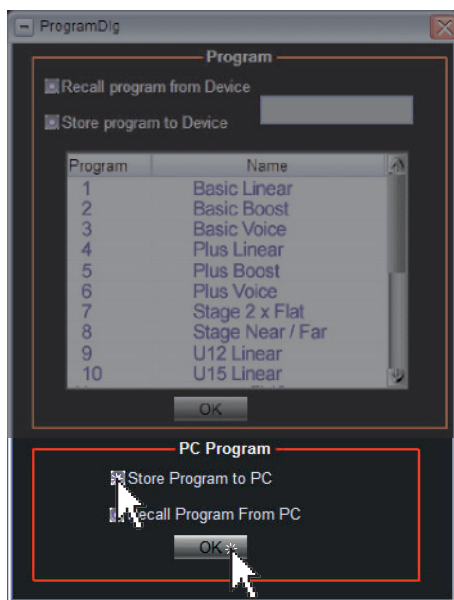 ProgramDlg
Program
Recall program from Device
Store program to Device
Program Name
1 Basic Linear
2 Basic Boost
3 Basic Voice
4 Plus Linear
5 Plus Boost
6 Plus Voice
7 Stage 2 x Flat
8 Stage Near / Far
9 U12 Linear
10 U15 Linear
OK
PC Program
Store Program to PC
Recall Program From PC
OK